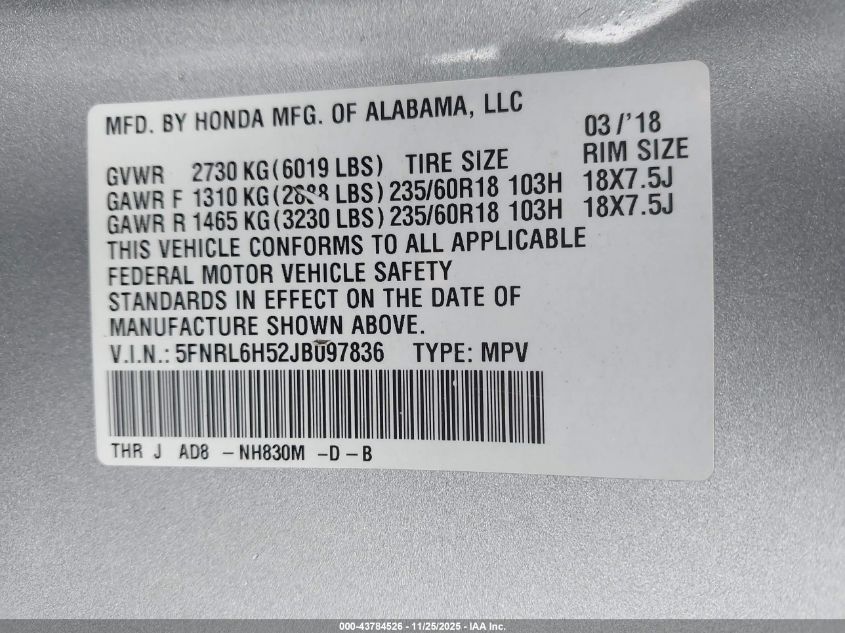 MFD. BY HONDA MFG. OF ALABAMA, LLC
03/'18
GVWR 2730 KG (6019 LBS) TIRE SIZE RIM SIZE
GAWR F 1310 KG (2888 LBS) 235/60R18 103H 18X7.5J
GAWR R 1465 KG (3230 LBS) 235/60R18 103H 18X7.5J
THIS VEHICLE CONFORMS TO ALL APPLICABLE
FEDERAL MOTOR VEHICLE SAFETY
STANDARDS IN EFFECT ON THE DATE OF
MANUFACTURE SHOWN ABOVE.
V.I.N.: 5FNRL6H52JB097836 TYPE: MPV
THR J AD8 - NH830M - D - B
000-43784526 - 11/25/2025 - IAA Inc.